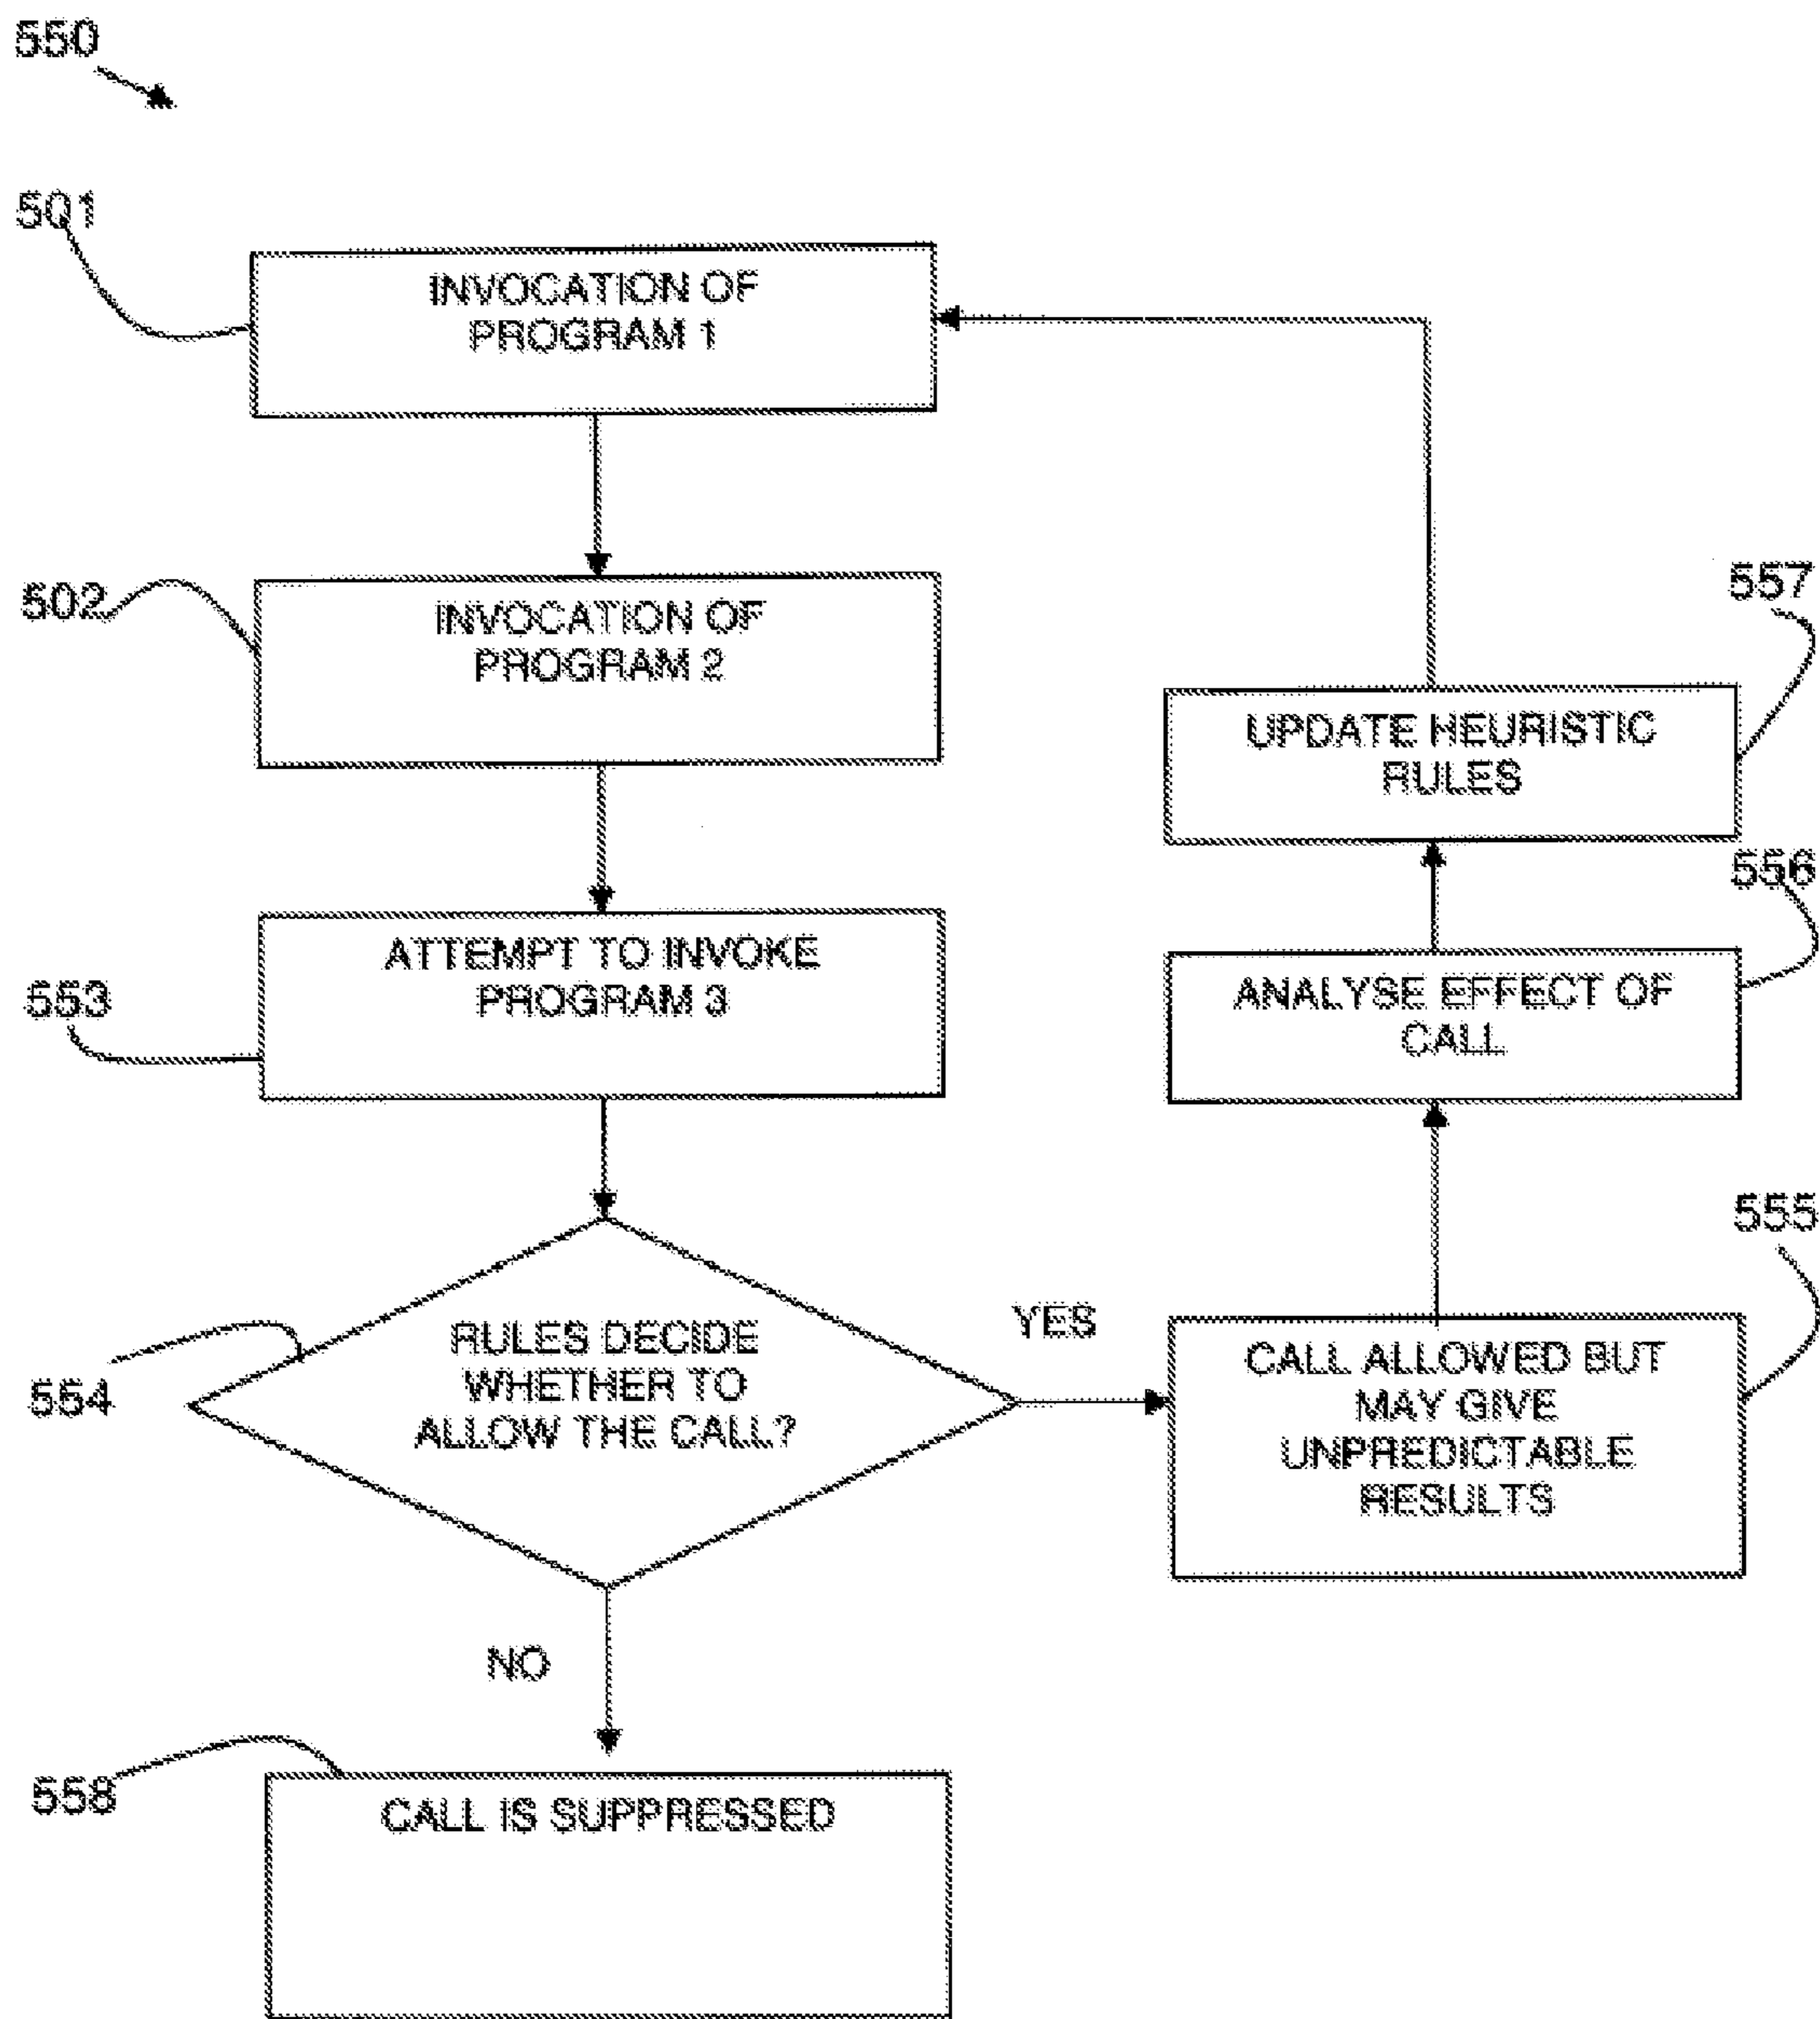 550
501
INVOCATION OF
PROGRAM 1
502
INVOCATION OF
PROGRAM 2
557
UPDATE HEURISTIC
RULES
553
ATTEMPT TO INVOKE
PROGRAM 3
556
ANALYSE EFFECT OF
CALL
554
RULES DECIDE
WHETHER TO
ALLOW THE CALL?
YES
555
CALL ALLOWED BUT
MAY GIVE
UNPREDICTABLE
RESULTS
NO
558
CALL IS SUPPRESSED